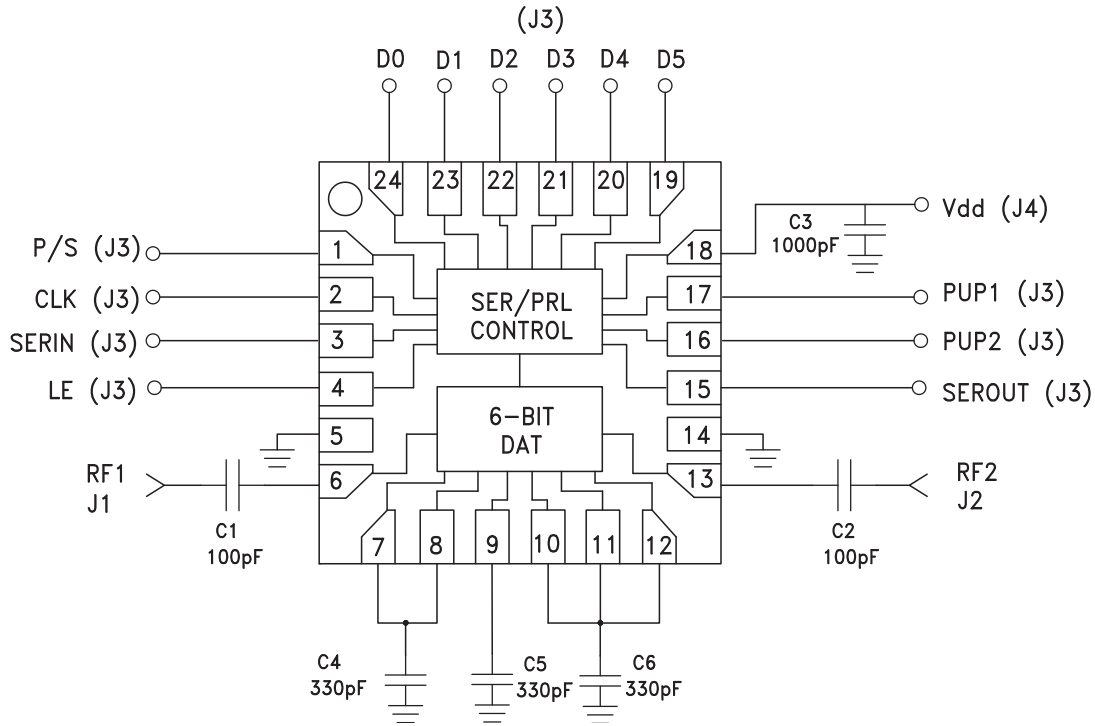 (J3)
D0 D1 D2 D3 D4 D5
24 23 22 21 20 19
P/S (J3)
CLK (J3)
SERIN (J3)
LE (J3)
1
2
3
4
5
6
SER/PRL
CONTROL
6-BIT
DAT
18
17
16
15
14
13
C3
1000pF
Vdd (J4)
PUP1 (J3)
PUP2 (J3)
SEROUT (J3)
RF1
J1
C1
100pF
RF2
J2
C2
100pF
7 8 9 10 11 12
C4
330pF
C5
330pF
C6
330pF